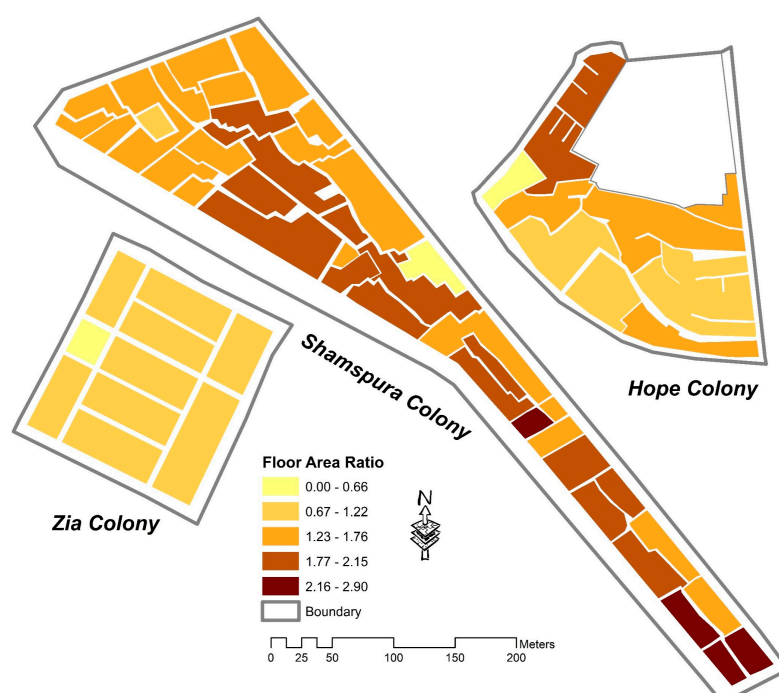 Hope Colony
Shamspura Colony
Zia Colony
Floor Area Ratio
0.00 - 0.66
0.67 - 1.22
1.23 - 1.76
1.77 - 2.15
2.16 - 2.90
Boundary
N
Meters
0 25 50 100 150 200